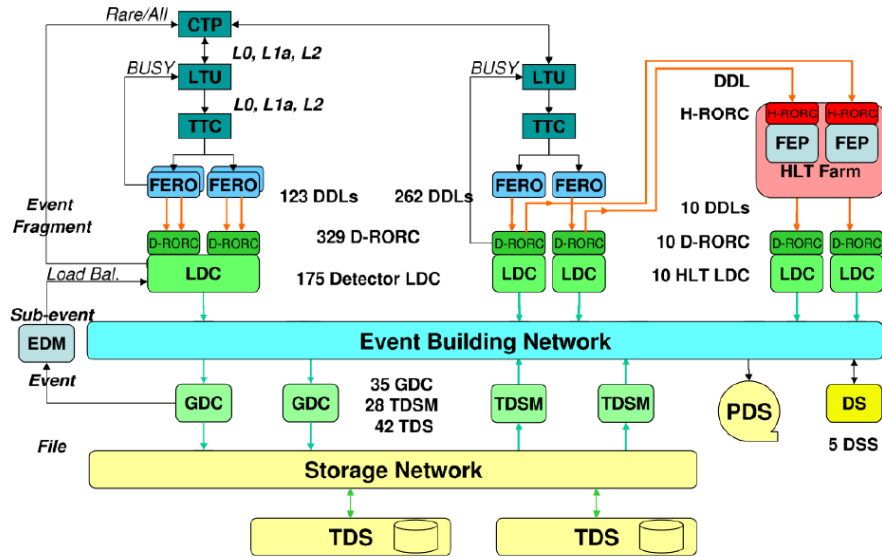 Rare/All
CTP
L0, L1a, L2
BUSY
LTU
BUSY
LTU
DDL
L0, L1a, L2
H-RORC
H-RORC
H-RORC
TTC
TTC
FEP
FEP
HLT Farm
FERO
FERO
123 DDLs
262 DDLs
FERO
FERO
Event
Fragment
10 DDLs
D-RORC
D-RORC
329 D-RORC
D-RORC
D-RORC
10 D-RORC
D-RORC
D-RORC
Load Bal.
LDC
175 Detector LDC
LDC
LDC
10 HLT LDC
LDC
LDC
Sub-event
EDM
Event Building Network
Event
GDC
GDC
35 GDC
28 TDSM
42 TDS
TDSM
TDSM
PDS
DS
File
5 DSS
Storage Network
TDS
TDS